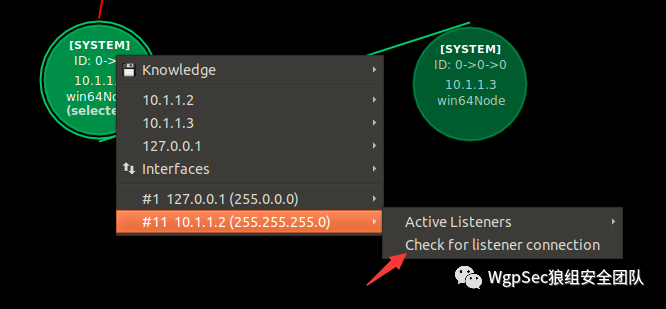 [SYSTEM]
ID: 0->
10.1.1.
win64Nod
(selecte
[SYSTEM]
ID: 0->0->0
10.1.1.3
win64Node
Knowledge
10.1.1.2
10.1.1.3
127.0.0.1
Interfaces
#1 127.0.0.1 (255.0.0.0)
#11 10.1.1.2 (255.255.255.0)
Active Listeners
Check for listener connection
WgpSec狼组安全团队